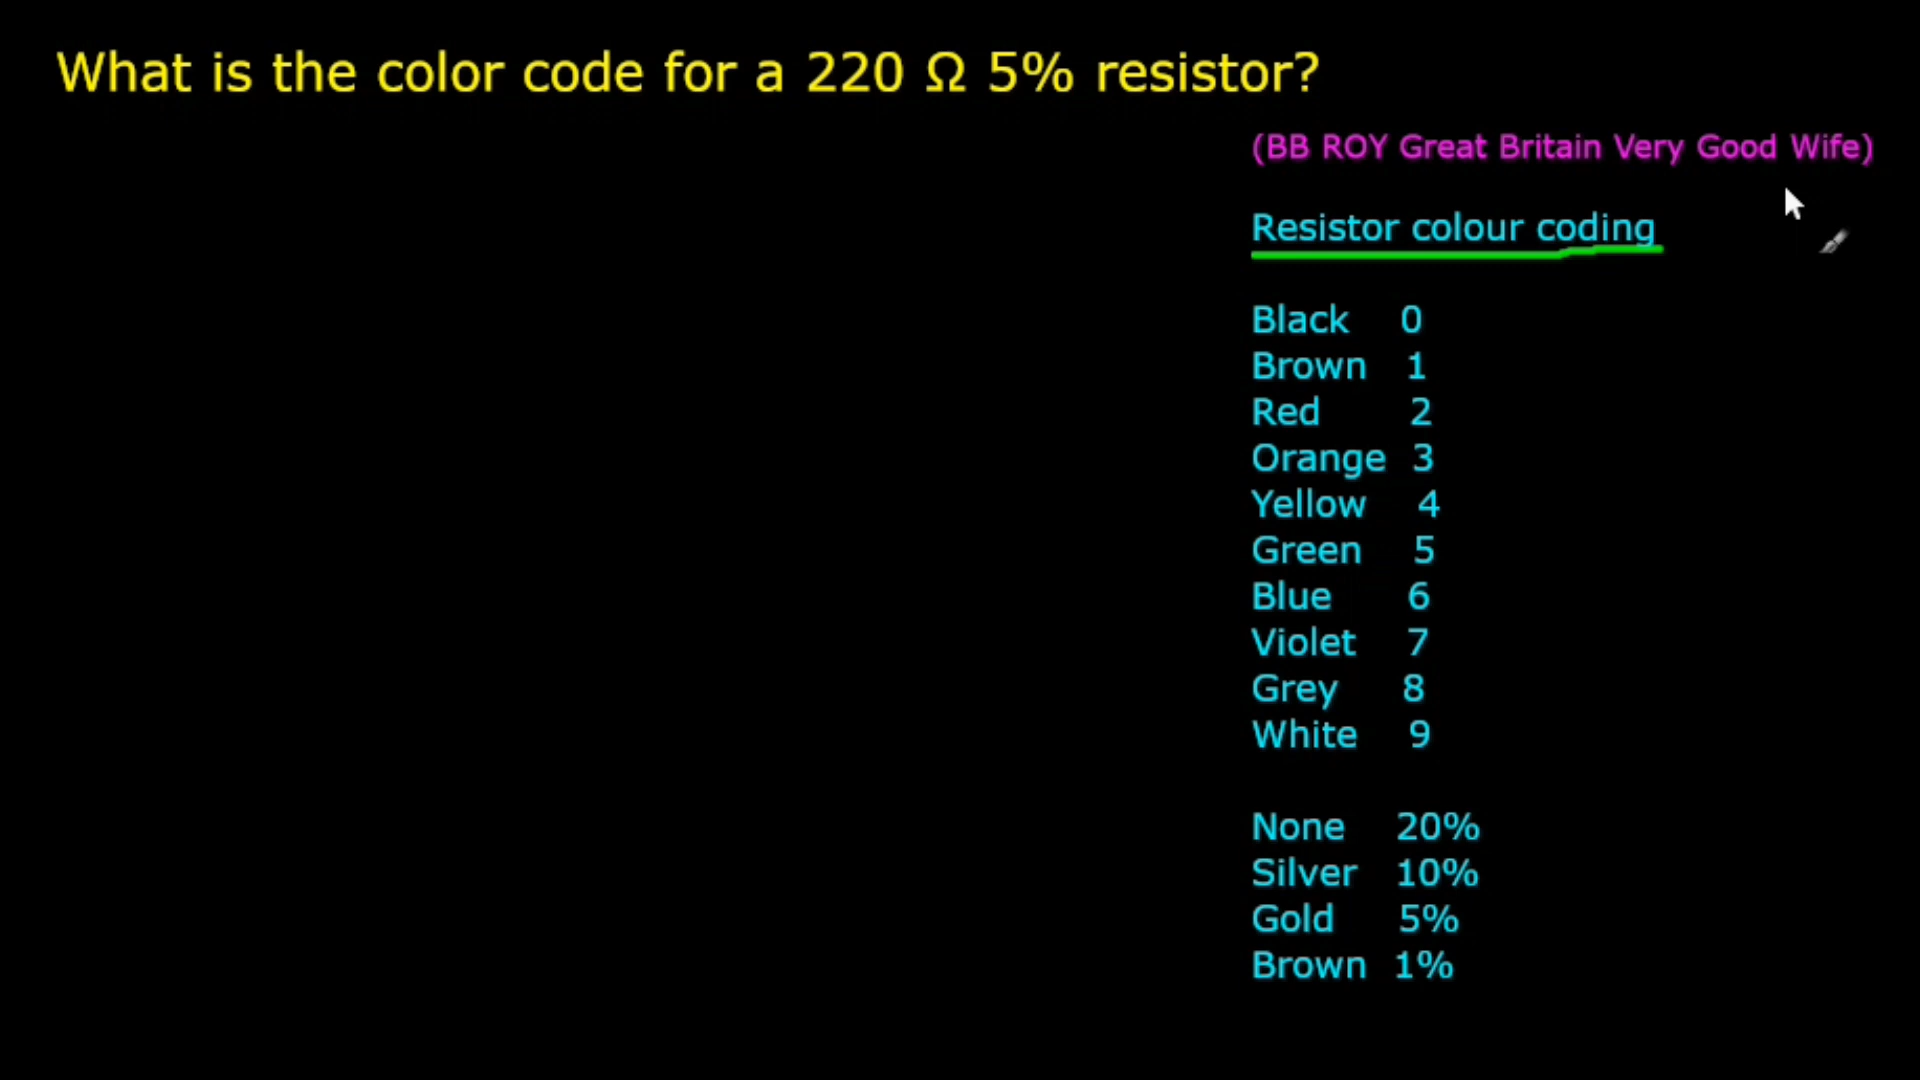 What is the color code for a 220 Ω 5% resistor?
(BB ROY Great Britain Very Good Wife)
Resistor colour coding
Black 0
Brown 1
Red 2
Orange 3
Yellow 4
Green 5
Blue 6
Violet 7
Grey 8
White 9
None 20%
Silver 10%
Gold 5%
Brown 1%